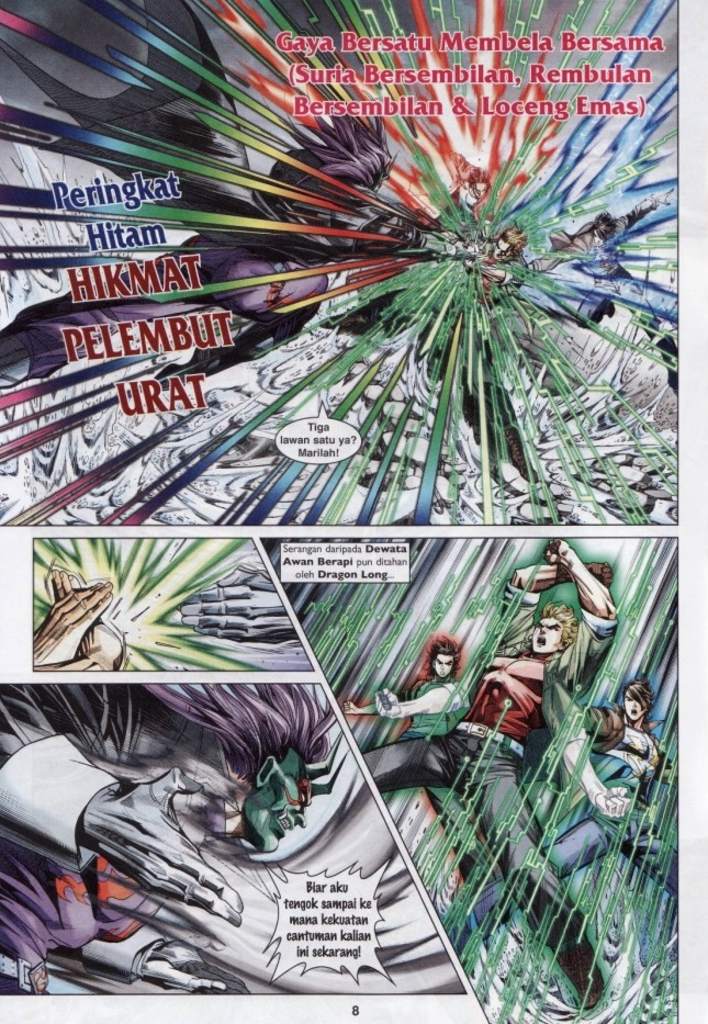 Gaya Bersatu Membela Bersama
(Suria Bersembilan, Rembulan
Bersembilan & Loceng Emas)
Peringkat
Hitam
HIKMAT
PELEMBUT
URAT
Tiga
lawan satu ya?
Marilah!
Serangan daripada Dewata
Awan Berapi pun ditahan
oleh Dragon Long...
Biar aku
tengok sampai ke
mana kekuatan
cantuman kalian
ini sekarang!
8